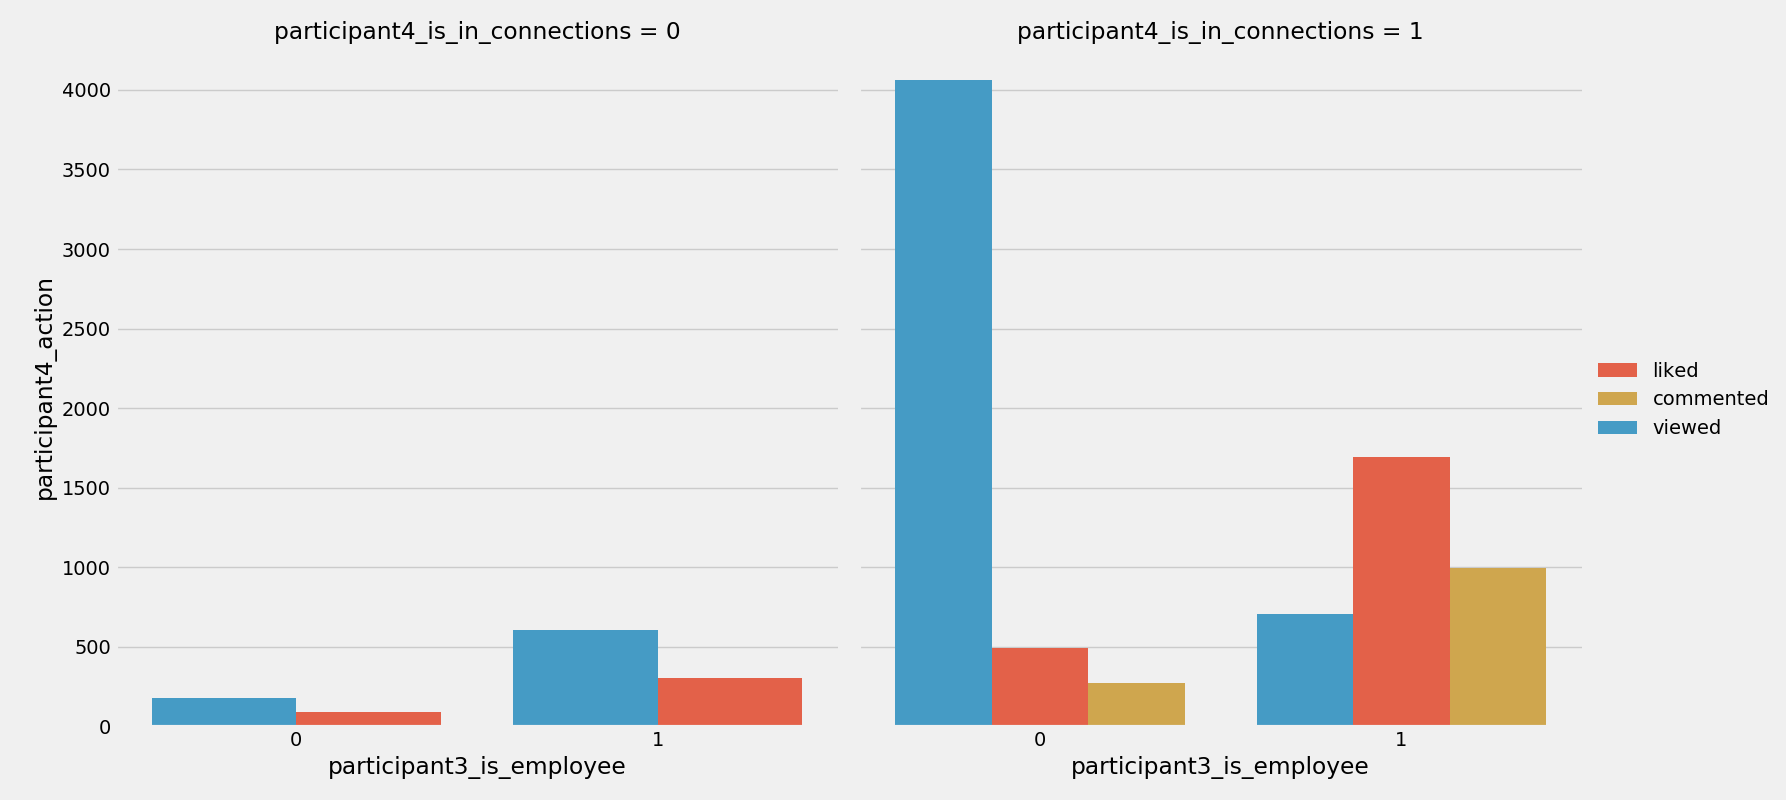 participant4_is_in_connections = 0
participant4_is_in_connections = 1
participant4_action
4000
3500
3000
2500
2000
1500
1000
500
0
0
1
0
1
participant3_is_employee
participant3_is_employee
liked
commented
viewed